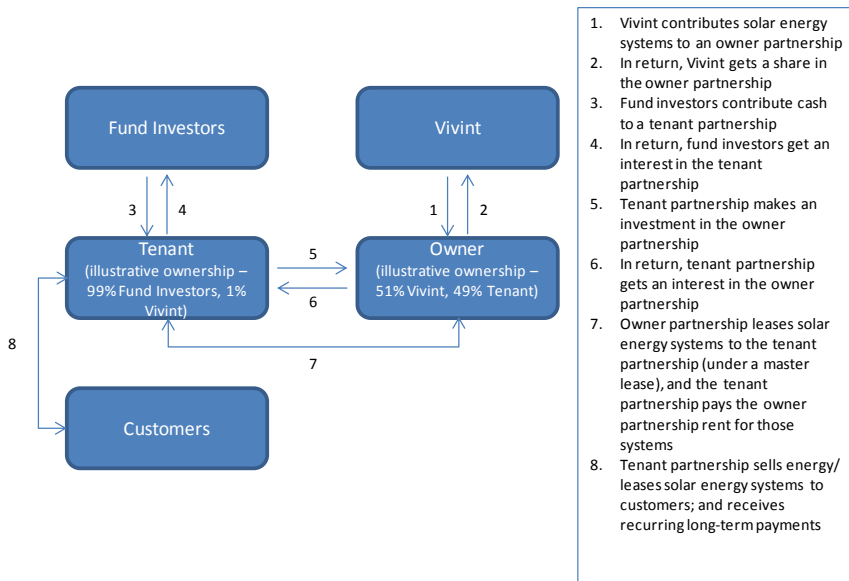 Fund Investors
Vivint
3
4
1
2
Tenant
(illustrative ownership –
99% Fund Investors, 1%
Vivint)
5
6
Owner
(illustrative ownership –
51% Vivint, 49% Tenant)
8
7
Customers
1. Vivint contributes solar energy
systems to an owner partnership
2. In return, Vivint gets a share in
the owner partnership
3. Fund investors contribute cash
to a tenant partnership
4. In return, fund investors get an
interest in the tenant
partnership
5. Tenant partnership makes an
investment in the owner
partnership
6. In return, tenant partnership
gets an interest in the owner
partnership
7. Owner partnership leases solar
energy systems to the tenant
partnership (under a master
lease), and the tenant
partnership pays the owner
partnership rent for those
systems
8. Tenant partnership sells energy/
leases solar energy systems to
customers; and receives
recurring long-term payments